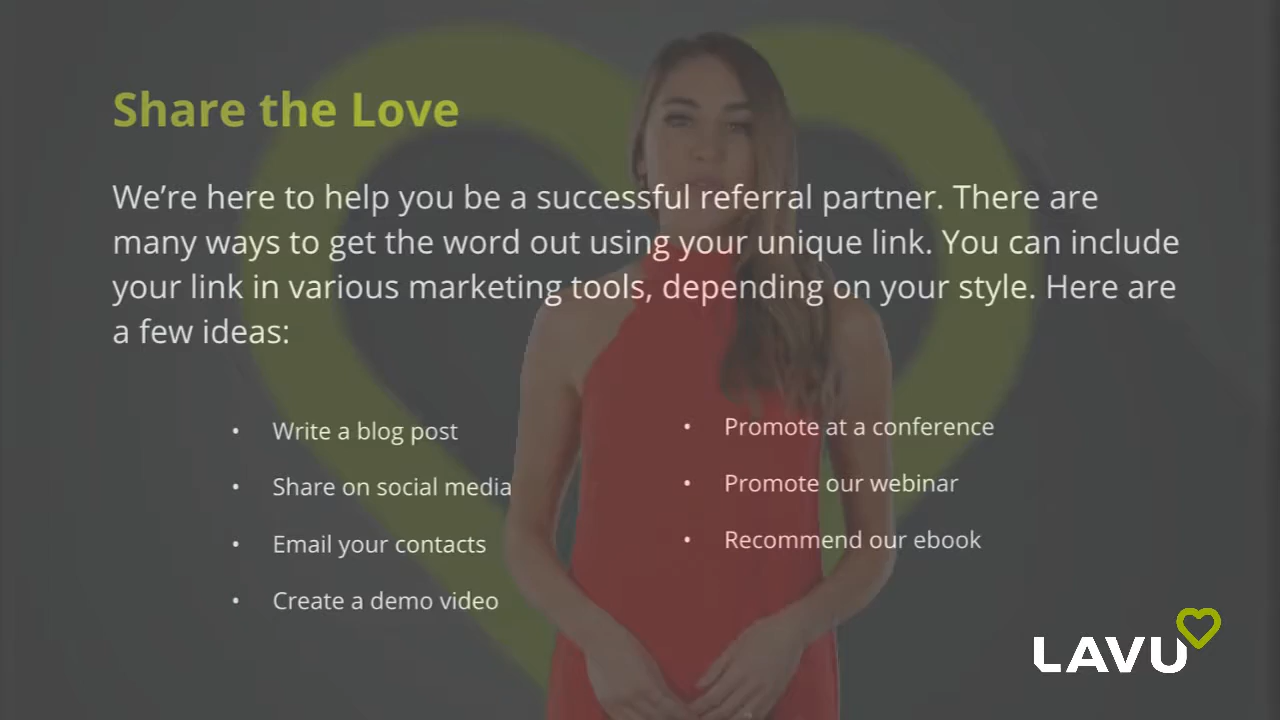 Share the Love
We’re here to help you be a successful referral partner. There are
many ways to get the word out using your unique link. You can include
your link in various marketing tools, depending on your style. Here are
a few ideas:
• Write a blog post
• Share on social media
• Email your contacts
• Create a demo video
• Promote at a conference
• Promote our webinar
• Recommend our ebook
LAVU